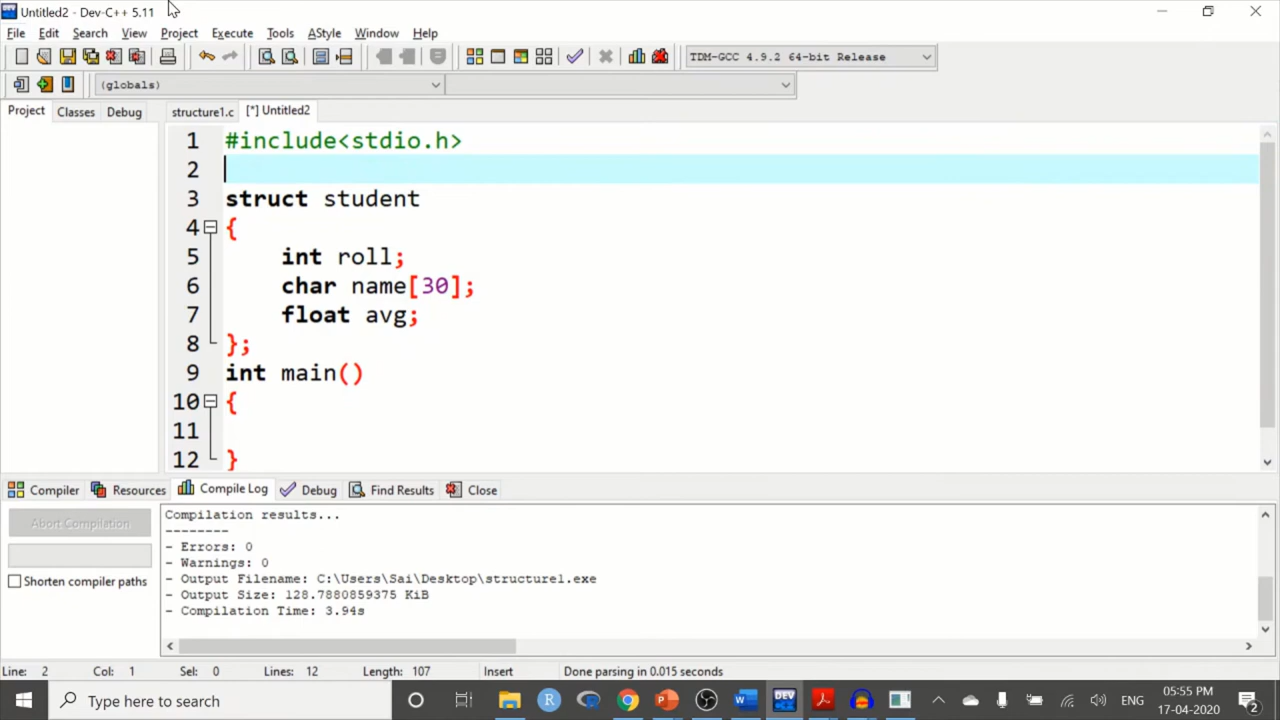 Untitled2 - Dev-C++ 5.11
File Edit Search View Project Execute Tools AStyle Window Help
TDM-GCC 4.9.2 64-bit Release
(globals)
Project Classes Debug structure1.c [*] Untitled2
1 #include<stdio.h>
2
3 struct student
4 {
5 int roll;
6 char name[30];
7 float avg;
8 };
9 int main()
10 {
11
12 }
Compiler Resources Compile Log Debug Find Results Close
Abort Compilation
Shorten compiler paths
Compilation results...
--------
- Errors: 0
- Warnings: 0
- Output Filename: C:\Users\Sai\Desktop\structure1.exe
- Output Size: 128.7880859375 KiB
- Compilation Time: 3.94s
Line: 2 Col: 1 Sel: 0 Lines: 12 Length: 107 Insert Done parsing in 0.015 seconds
Type here to search
ENG
05:55 PM
17-04-2020
2